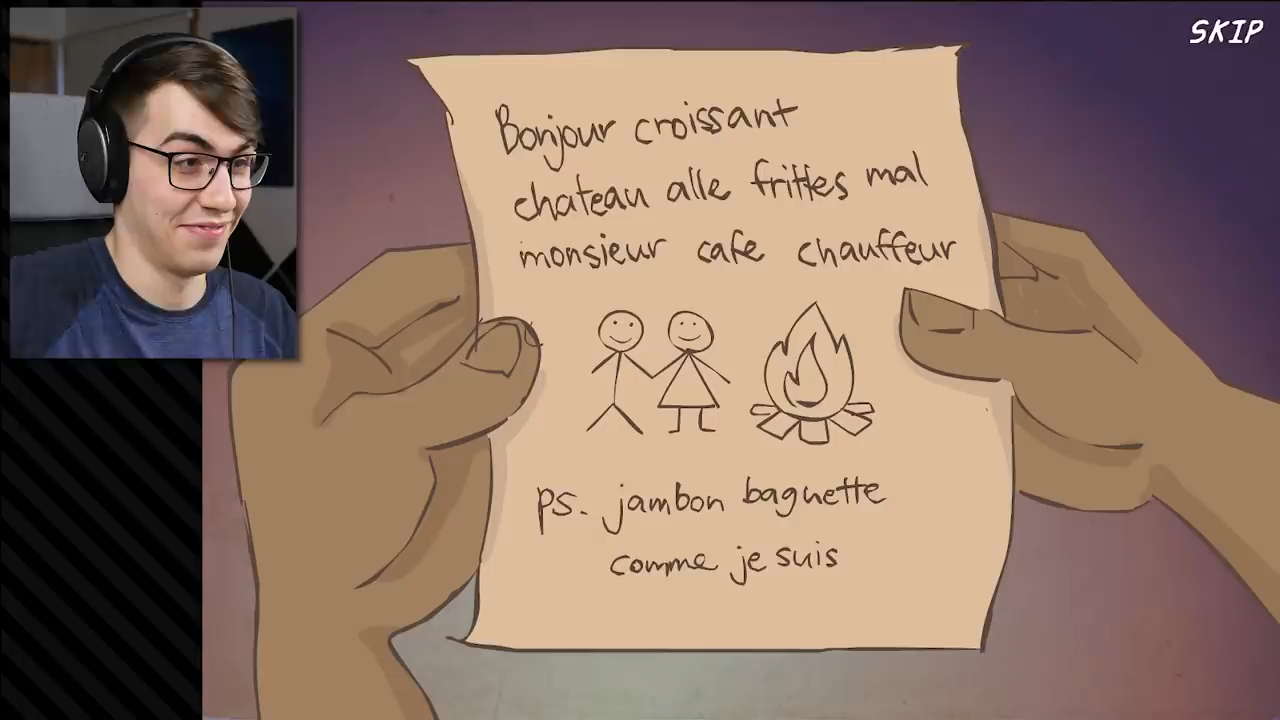 SKIP
Bonjour croissant
chateau alle frittes mal
monsieur cafe chauffeur
ps. jambon baguette
comme je suis